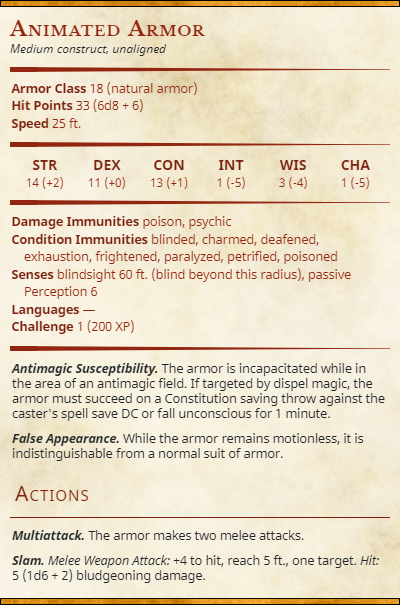 Animated Armor
Medium construct, unaligned
Armor Class 18 (natural armor)
Hit Points 33 (6d8 + 6)
Speed 25 ft.
STR DEX CON INT WIS CHA
14 (+2) 11 (+0) 13 (+1) 1 (-5) 3 (-4) 1 (-5)
Damage Immunities poison, psychic
Condition Immunities blinded, charmed, deafened,
exhaustion, frightened, paralyzed, petrified, poisoned
Senses blindsight 60 ft. (blind beyond this radius), passive
Perception 6
Languages —
Challenge 1 (200 XP)
Antimagic Susceptibility. The armor is incapacitated while in
the area of an antimagic field. If targeted by dispel magic, the
armor must succeed on a Constitution saving throw against the
caster's spell save DC or fall unconscious for 1 minute.
False Appearance. While the armor remains motionless, it is
indistinguishable from a normal suit of armor.
Actions
Multiattack. The armor makes two melee attacks.
Slam. Melee Weapon Attack: +4 to hit, reach 5 ft., one target. Hit:
5 (1d6 + 2) bludgeoning damage.